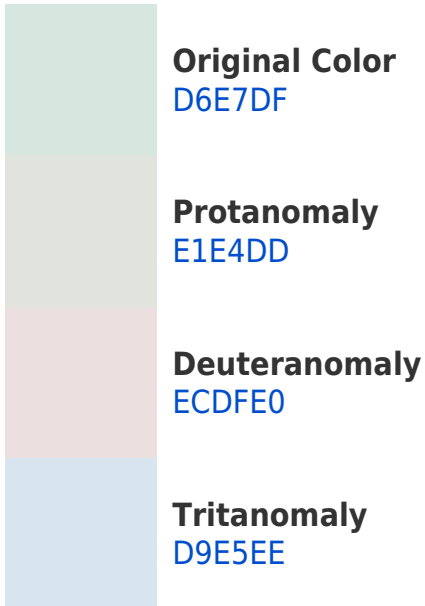 Original Color
D6E7DF
Protanomaly
E1E4DD
Deuteranomaly
ECDFE0
Tritanomaly
D9E5EE